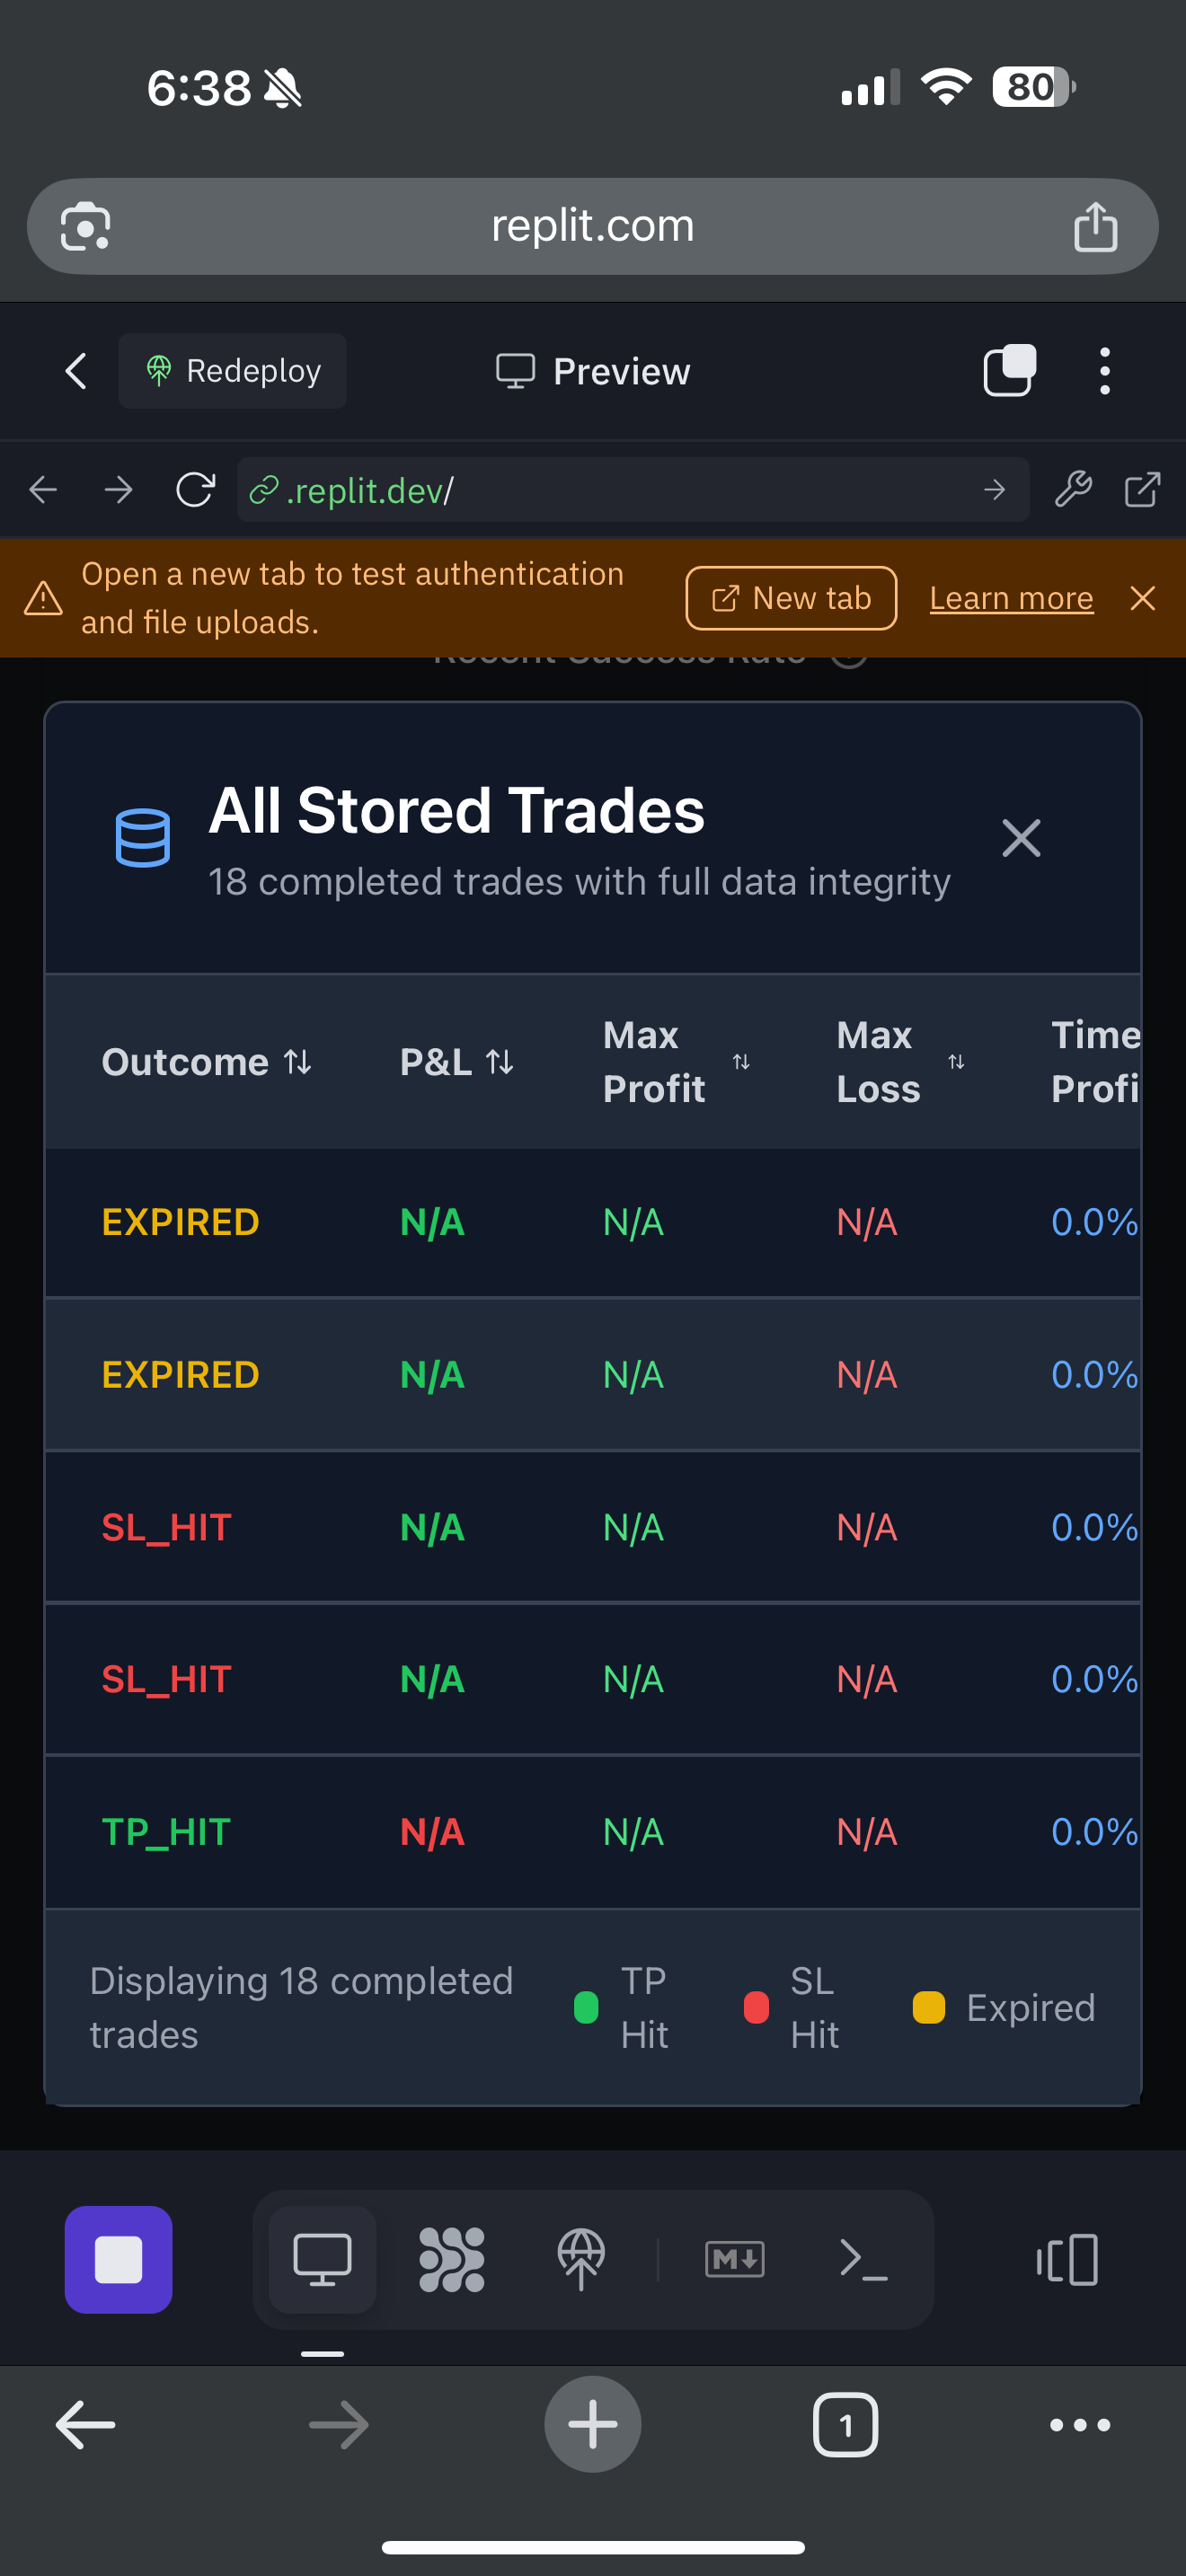 6:38
80
replit.com
Redeploy
Preview
.replit.dev/
Open a new tab to test authentication
and file uploads.
New tab
Learn more
Recent Success Rate
All Stored Trades
18 completed trades with full data integrity
Outcome
P&L
Max
Profit
Max
Loss
Time
Profi
EXPIRED N/A N/A N/A 0.0%
EXPIRED N/A N/A N/A 0.0%
SL_HIT N/A N/A N/A 0.0%
SL_HIT N/A N/A N/A 0.0%
TP_HIT N/A N/A N/A 0.0%
Displaying 18 completed
trades
TP
Hit
SL
Hit
Expired
M
1